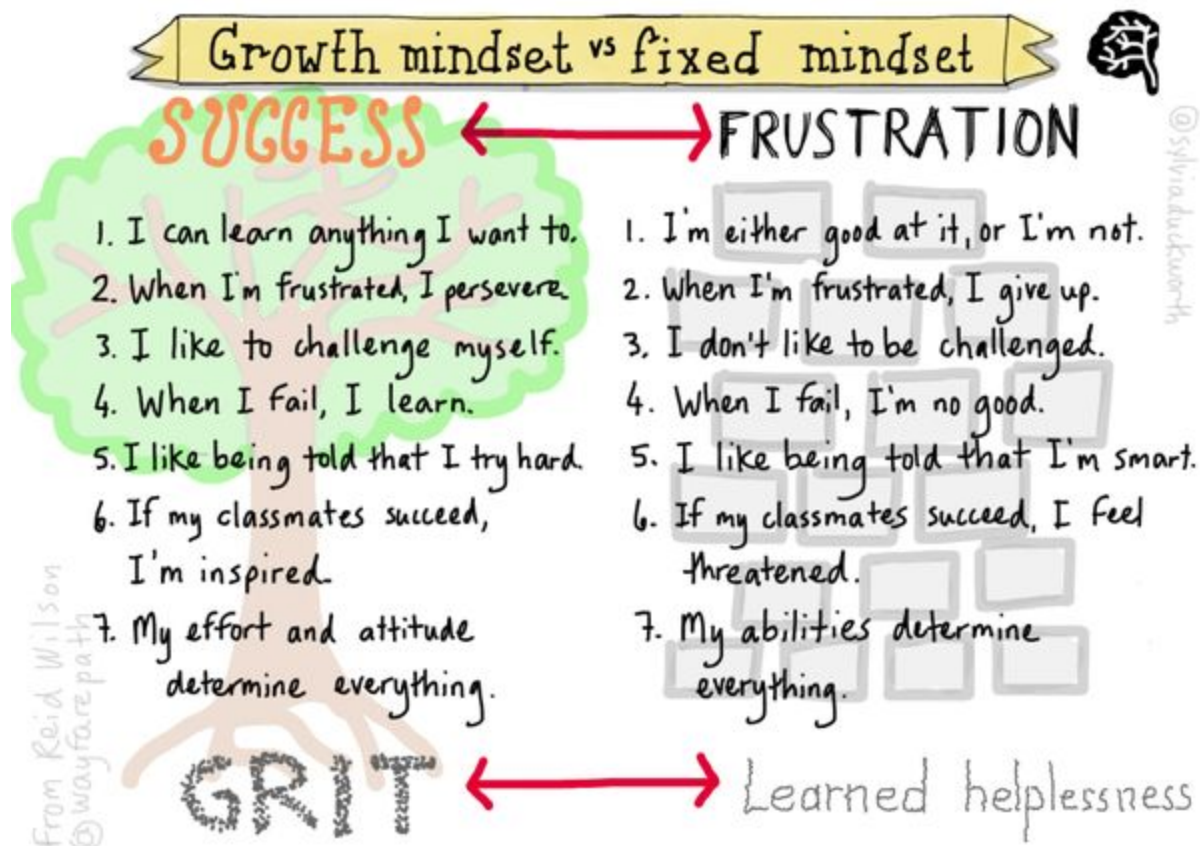 Growth mindset vs fixed mindset
SUCCESS
FRUSTRATION
1. I can learn anything I want to.
2. When I'm frustrated, I persevere.
3. I like to challenge myself.
4. When I fail, I learn.
5. I like being told that I try hard.
6. If my classmates succeed,
I'm inspired.
7. My effort and attitude
determine everything.
1. I'm either good at it, or I'm not.
2. When I'm frustrated, I give up.
3. I don't like to be challenged.
4. When I fail, I'm no good.
5. I like being told that I'm smart.
6. If my classmates succeed, I feel
threatened.
7. My abilities determine
everything.
GRIT
Learned helplessness
From Reid Wilson
@wayfarepath
@sylviaduckworth